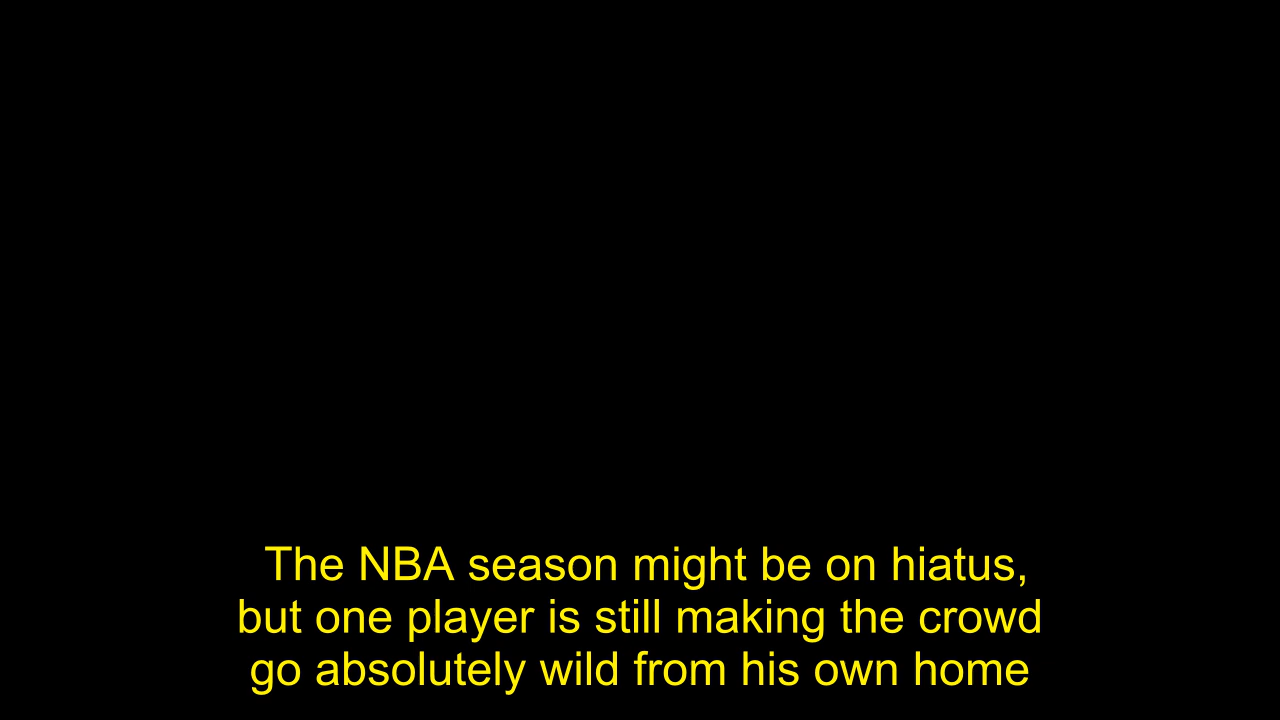 The NBA season might be on hiatus,
but one player is still making the crowd
go absolutely wild from his own home